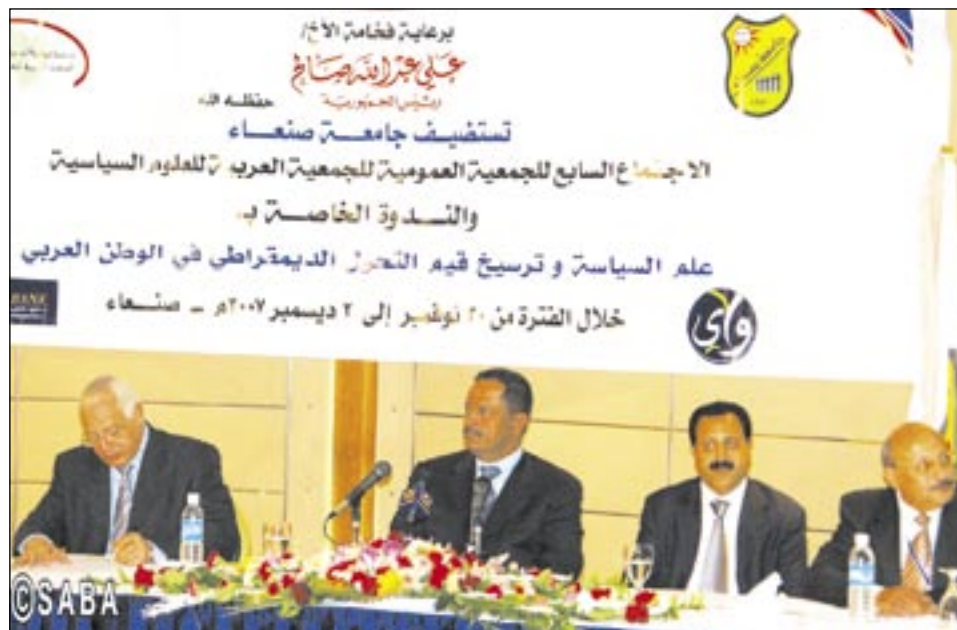 برعاية فخامة الأخ/
علي عبدالله صالح
رئيس الجمهورية
حفظه الله
تستضيف جامعة صنعاء
الاجتماع السابع للجمعية العمومية للجمعية العربية للعلوم السياسية
والندوة الخاصة بـ
علم السياسة و ترسيخ قيم التحول الديمقراطي في الوطن العربي
خلال الفترة من نوفمبر إلى ٢ ديسمبر ٢٠٠٧م - صنعاء
واي
BANK
©SABA